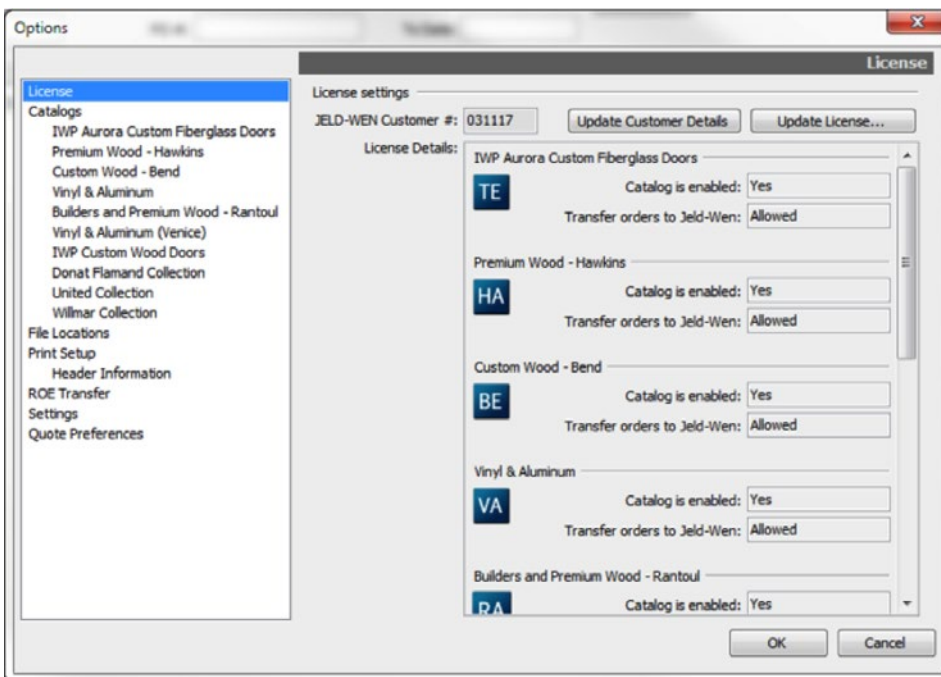 Options
License
License
Catalogs
IWP Aurora Custom Fiberglass Doors
Premium Wood - Hawkins
Custom Wood - Bend
Vinyl & Aluminum
Builders and Premium Wood - Rantoul
Vinyl & Aluminum (Venice)
IWP Custom Wood Doors
Donat Flamand Collection
United Collection
Willmar Collection
File Locations
Print Setup
Header Information
ROE Transfer
Settings
Quote Preferences
License settings
JELD-WEN Customer #: 031117 Update Customer Details Update License...
License Details:
IWP Aurora Custom Fiberglass Doors
TE Catalog is enabled: Yes
Transfer orders to Jeld-Wen: Allowed
Premium Wood - Hawkins
HA Catalog is enabled: Yes
Transfer orders to Jeld-Wen: Allowed
Custom Wood - Bend
BE Catalog is enabled: Yes
Transfer orders to Jeld-Wen: Allowed
Vinyl & Aluminum
VA Catalog is enabled: Yes
Transfer orders to Jeld-Wen: Allowed
Builders and Premium Wood - Rantoul
RA Catalog is enabled: Yes
OK Cancel